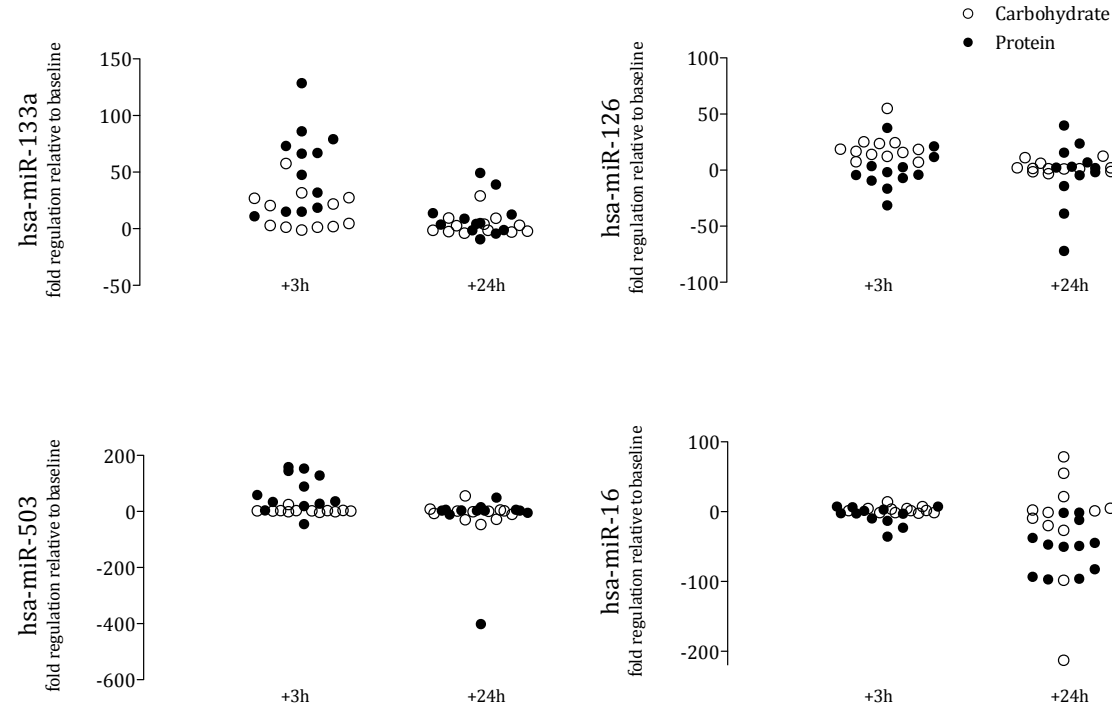 Carbohydrate
Protein
hsa-miR-133a
fold regulation relative to baseline
150
100
50
0
-50
+3h
+24h
hsa-miR-126
fold regulation relative to baseline
100
50
0
-50
-100
+3h
+24h
hsa-miR-503
fold regulation relative to baseline
200
0
-200
-400
-600
+3h
+24h
hsa-miR-16
fold regulation relative to baseline
100
0
-100
-200
+3h
+24h